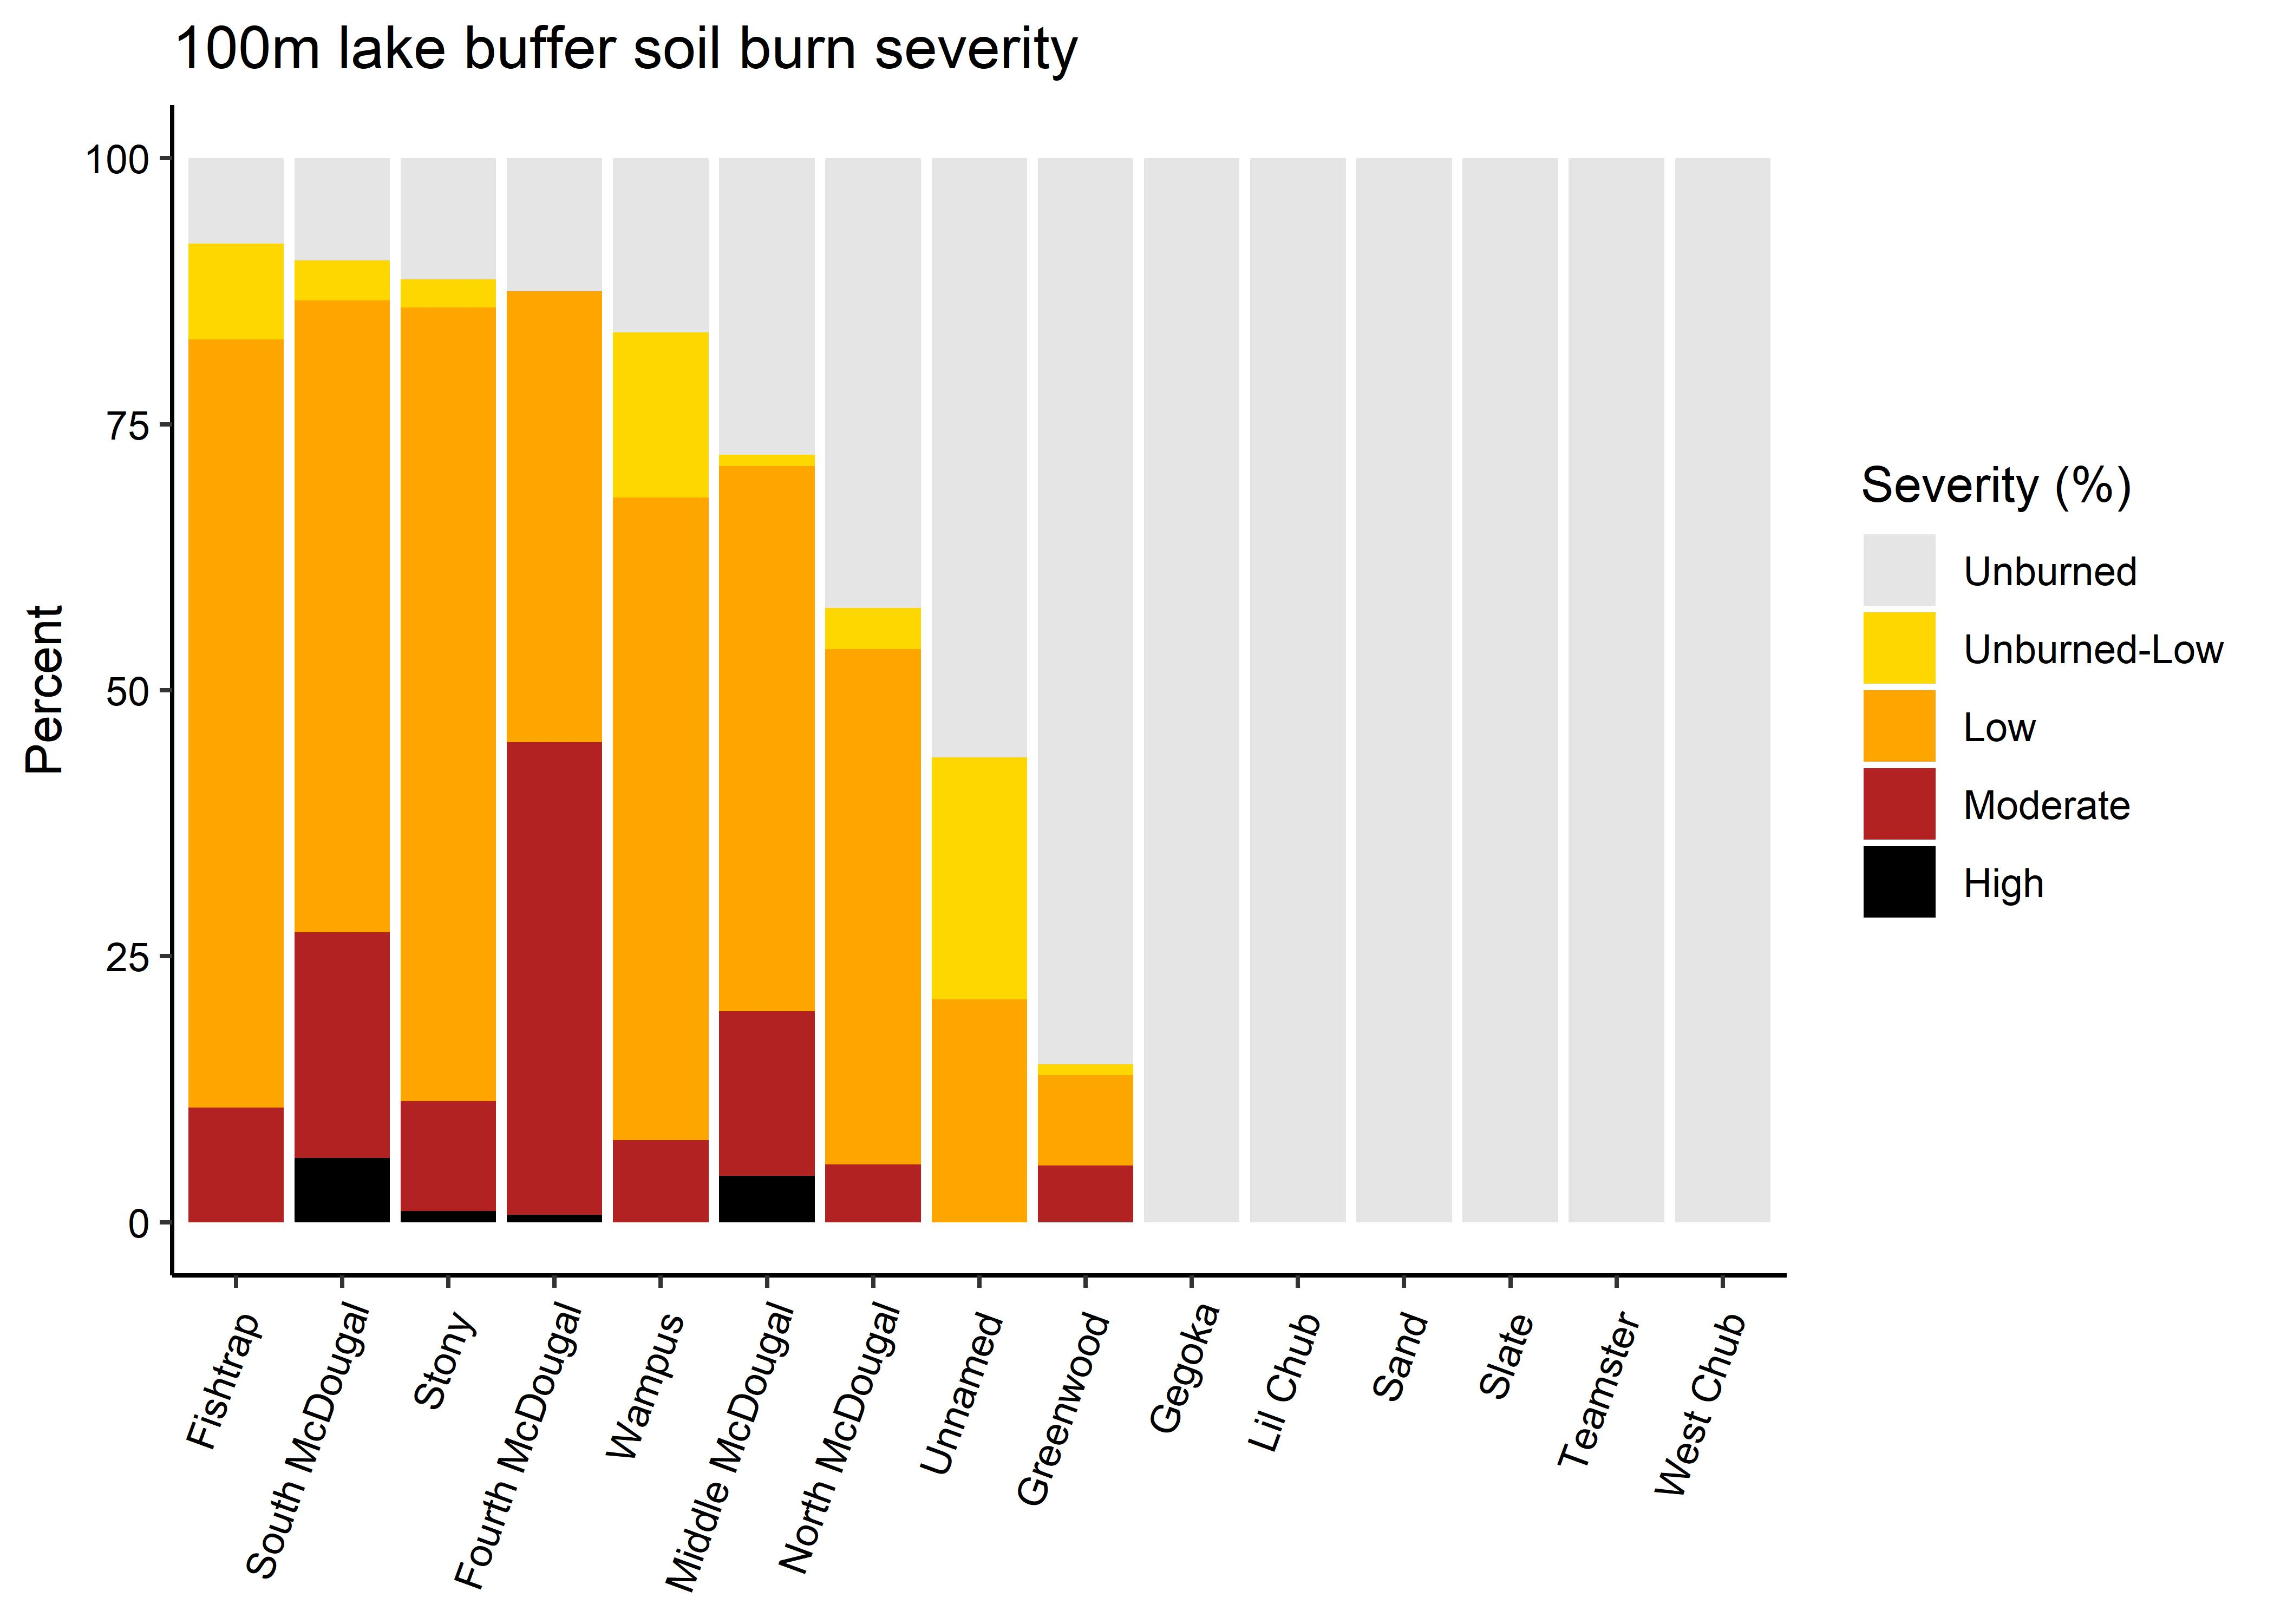 100m lake buffer soil burn severity
Percent
100
75
50
25
0
Fishtrap
South McDougal
Stony
Fourth McDougal
Wampus
Middle McDougal
North McDougal
Unnamed
Greenwood
Gegoka
Lil Chub
Sand
Slate
Teamster
West Chub
Severity (%)
Unburned
Unburned-Low
Low
Moderate
High